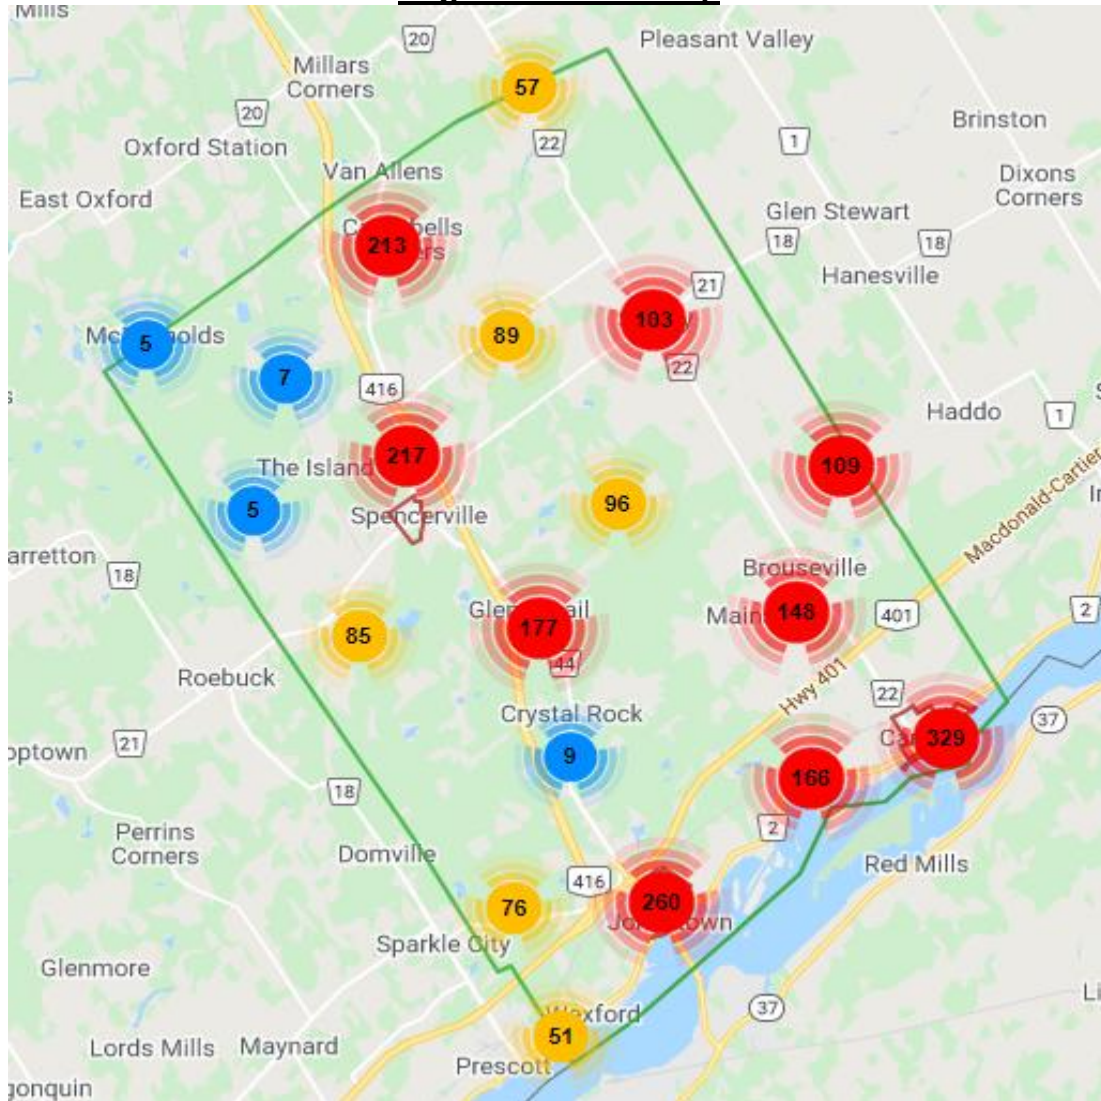 Mills
20
Pleasant Valley
Millars
Corners
57
20
22
1
Brinston
Oxford Station
Van Allens
Dixons
Corners
East Oxford
Glen Stewart
213
18
18
Hanesville
21
103
89
5
7
22
416
Haddo
1
217
109
The Island
96
5
Spencerville
Macdonald-Cartier
18
Brouseville
2
148
401
177
85
44
Roebuck
Hwy 401
22
37
Crystal Rock
329
21
9
166
18
2
Perrins
Corners
Domville
Red Mills
416
76
260
Sparkle City
Glenmore
37
51
Lords Mills
Maynard
Prescott